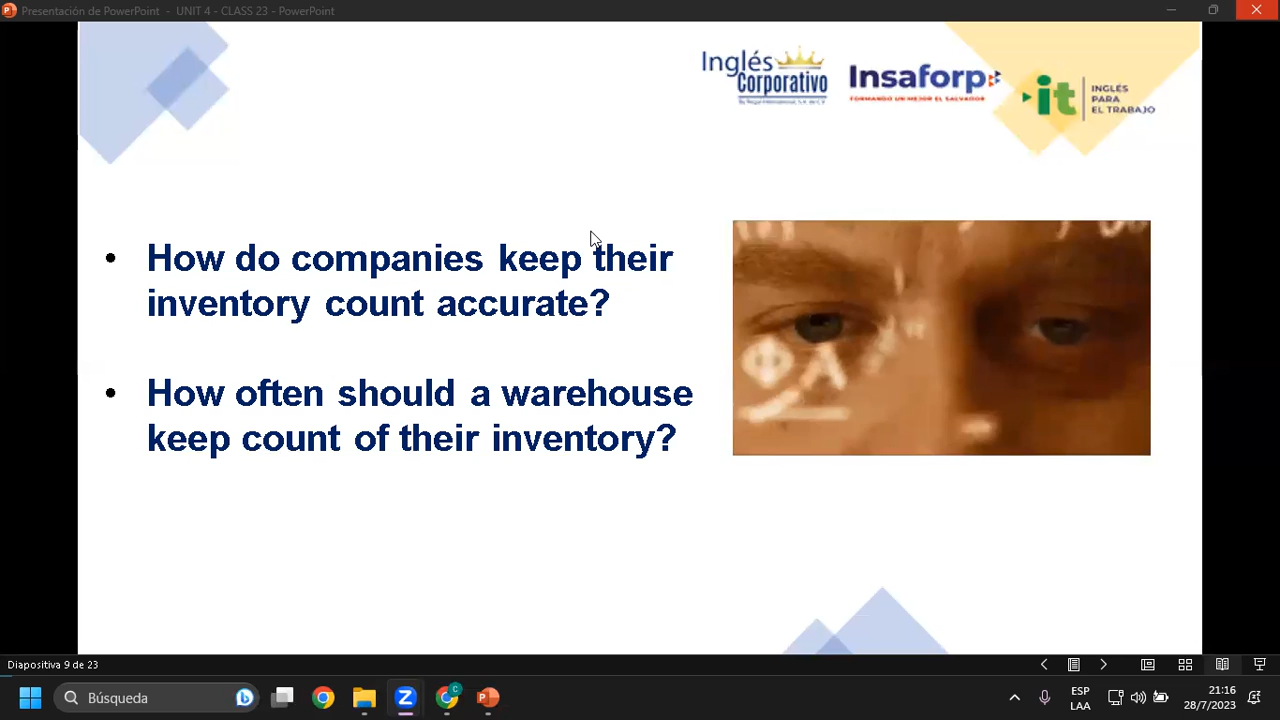 Presentación de PowerPoint - UNIT 4 - CLASS 23 - PowerPoint
Inglés
Corporativo
Insaforp
FORMANDO UN MEJOR EL SALVADOR
it
INGLÉS
PARA
EL TRABAJO
• How do companies keep their
inventory count accurate?
• How often should a warehouse
keep count of their inventory?
Diapositiva 9 de 23
Búsqueda
ESP
LAA
21:16
28/7/2023